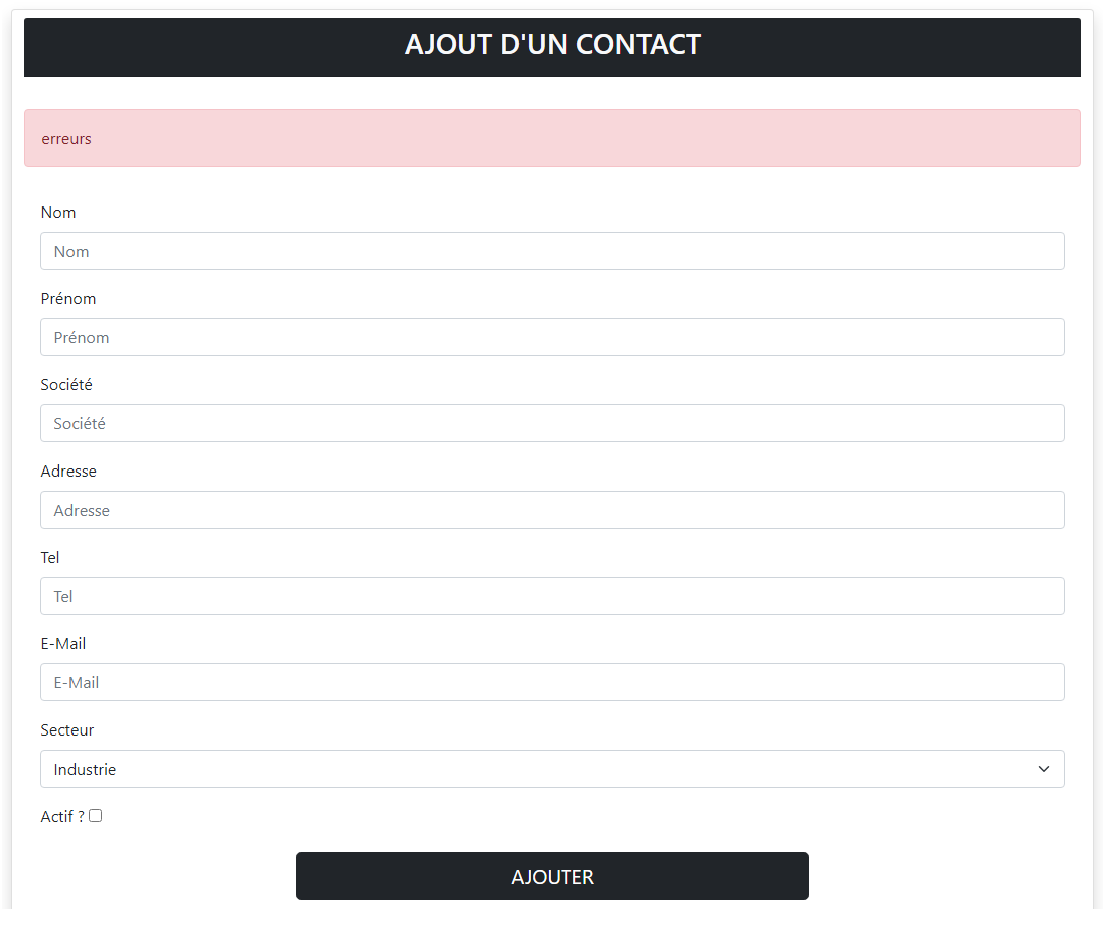 AJOUT D'UN CONTACT
erreurs
Nom
Nom
Prénom
Prénom
Société
Société
Adresse
Adresse
Tel
Tel
E-Mail
E-Mail
Secteur
Industrie
Actif ?
AJOUTER